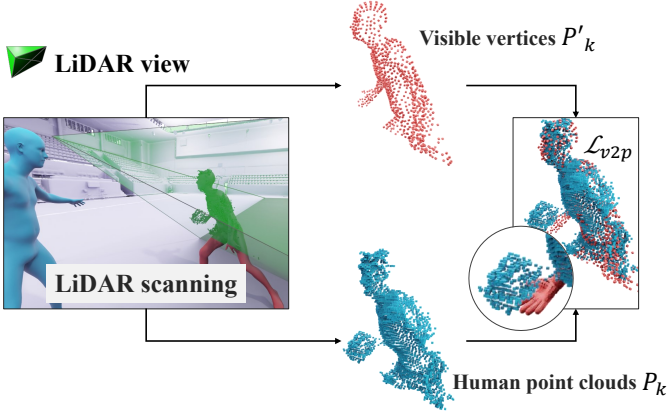 Visible vertices P'ₖ
LiDAR view
ℒᵥ₂ₚ
LiDAR scanning
Human point clouds Pₖ